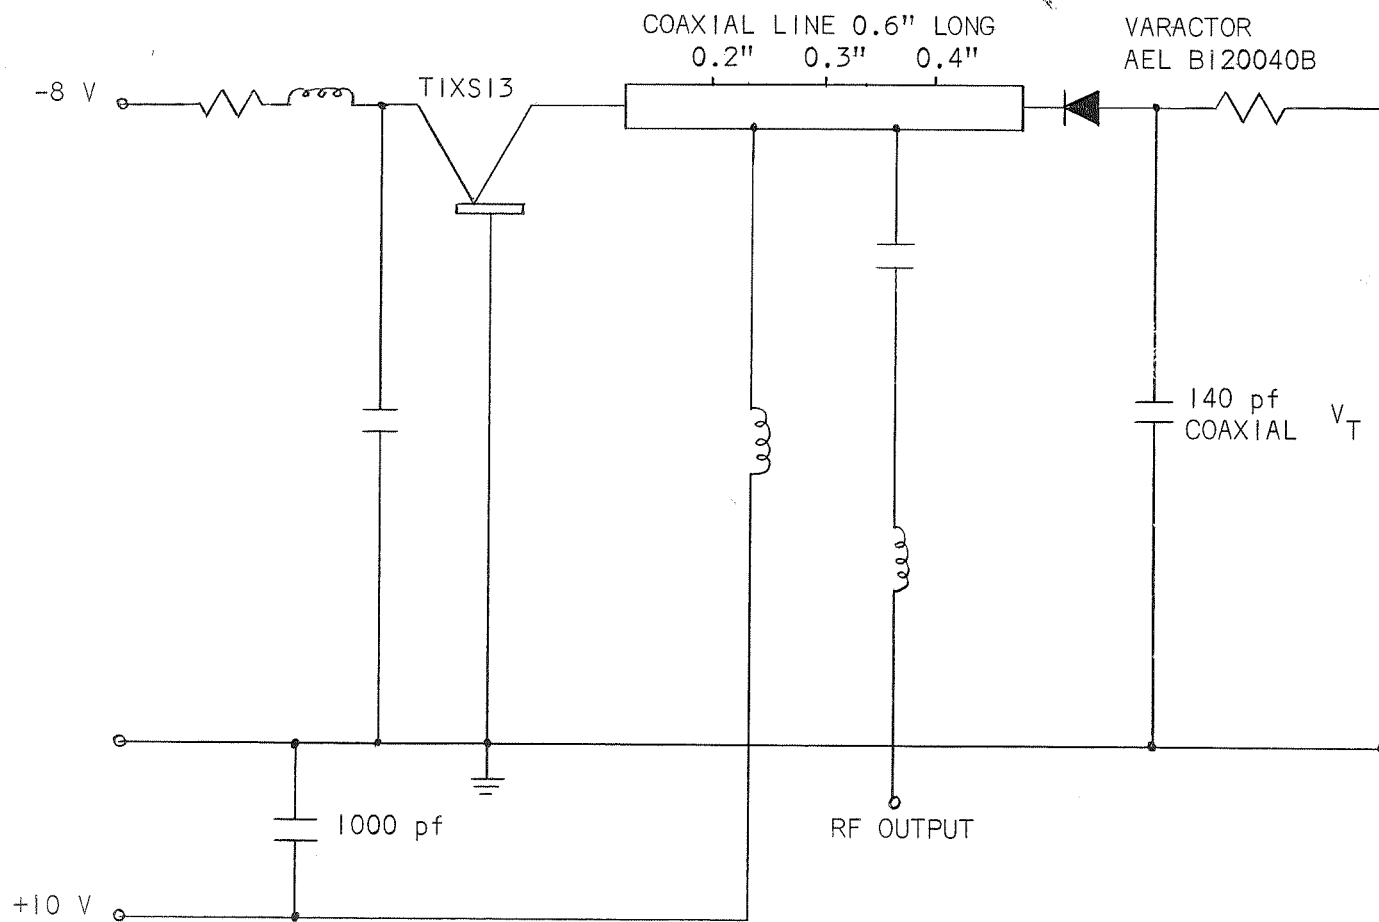 COAXIAL LINE 0.6" LONG
0.2" 0.3" 0.4"
VARACTOR
AEL B120040B
-8 V
TIXS13
140 pf
COAXIAL
VT
1000 pf
RF OUTPUT
+10 V